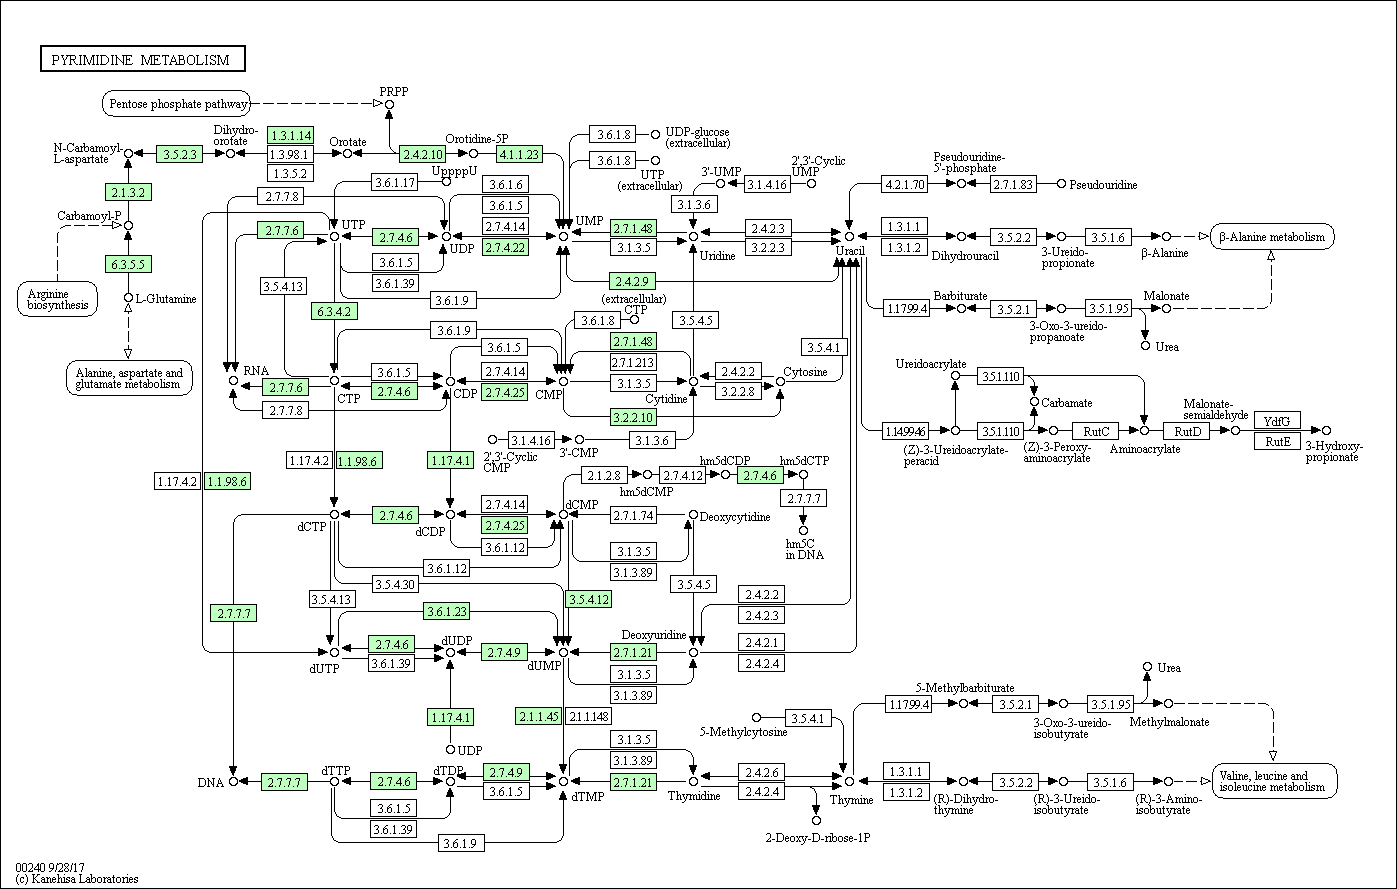 PYRIMIDINE METABOLISM
Pentose phosphate pathway
PRPP
N-Carbamoyl-
L-aspartate
3.5.2.3
Dihydro-
orotate
1.3.1.14
1.3.98.1
1.3.5.2
Orotate
2.4.2.10
Orotidine-5P
4.1.1.23
3.6.1.8
UDP-glucose
(extracellular)
3.6.1.8
UTP
(extracellular)
3'-UMP
3.1.4.16
2',3'-Cyclic
UMP
3.1.3.6
Pseudouridine-
5'-phosphate
4.2.1.70
2.7.1.83
Pseudouridine
2.1.3.2
Carbamoyl-P
6.3.5.5
L-Glutamine
Arginine
biosynthesis
Alanine, aspartate and
glutamate metabolism
UppppU
3.6.1.17
2.7.7.8
3.6.1.6
3.6.1.5
2.7.4.14
2.7.4.22
2.7.7.6
UTP
2.7.4.6
UDP
3.6.1.5
3.6.1.39
UMP
2.7.1.48
3.1.3.5
Uridine
2.4.2.3
3.2.2.3
Uracil
1.3.1.1
1.3.1.2
Dihydrouracil
3.5.2.2
3-Ureido-
propionate
3.5.1.6
β-Alanine
β-Alanine metabolism
3.5.4.13
3.6.1.9
2.4.2.9
6.3.4.2
(extracellular)
CTP
3.6.1.8
3.5.4.5
3.5.4.1
1.17.99.4
Barbiturate
3.5.2.1
3-Oxo-3-ureido-
propanoate
3.5.1.95
Malonate
Urea
3.6.1.9
3.6.1.5
2.7.4.14
2.7.4.25
RNA
2.7.7.6
CTP
3.6.1.5
2.7.4.6
CDP
2.7.7.8
CMP
2.7.1.48
2.7.1.213
3.1.3.5
Cytidine
2.4.2.2
3.2.2.8
Cytosine
3.2.2.10
2',3'-Cyclic
CMP
3.1.4.16
3'-CMP
3.1.3.6
Ureidoacrylate
3.5.1.110
Carbamate
1.14.99.46
(Z)-3-Ureidoacrylate-
peracid
3.5.1.110
(Z)-3-Peroxy-
aminoacrylate
RutC
Aminoacrylate
RutD
Malonate-
semialdehyde
YdfG
RutE
3-Hydroxy-
propionate
1.17.4.2
1.1.98.6
1.17.4.1
1.17.4.2
1.1.98.6
2.1.2.8
hm5dCMP
2.7.4.12
hm5dCDP
2.7.4.6
hm5dCTP
2.7.7.7
hm5C
in DNA
dCTP
2.7.4.6
dCDP
2.7.4.14
2.7.4.25
3.6.1.12
dCMP
2.7.1.74
Deoxycytidine
3.1.3.5
3.1.3.89
3.6.1.12
3.5.4.30
3.5.4.13
3.5.4.12
3.5.4.5
2.7.7.7
3.6.1.23
2.4.2.2
2.4.2.3
dUTP
2.7.4.6
3.6.1.39
dUDP
2.7.4.9
dUMP
Deoxyuridine
2.7.1.21
3.1.3.5
3.1.3.89
2.4.2.1
2.4.2.4
1.17.4.1
UDP
2.1.1.45
2.1.1.148
5-Methylcytosine
3.5.4.1
1.17.99.4
5-Methylbarbiturate
3.5.2.1
3-Oxo-3-ureido-
isobutyrate
3.5.1.95
Urea
Methylmalonate
DNA
2.7.7.7
dTTP
2.7.4.6
dTDP
3.6.1.5
3.6.1.39
3.6.1.9
2.7.4.9
3.6.1.5
dTMP
3.1.3.5
3.1.3.89
2.7.1.21
Thymidine
2.4.2.6
2.4.2.4
2-Deoxy-D-ribose-1P
Thymine
1.3.1.1
1.3.1.2
(R)-Dihydro-
thymine
3.5.2.2
(R)-3-Ureido-
isobutyrate
3.5.1.6
(R)-3-Amino-
isobutyrate
Valine, leucine and
isoleucine metabolism
00240 9/28/17
(c) Kanehisa Laboratories